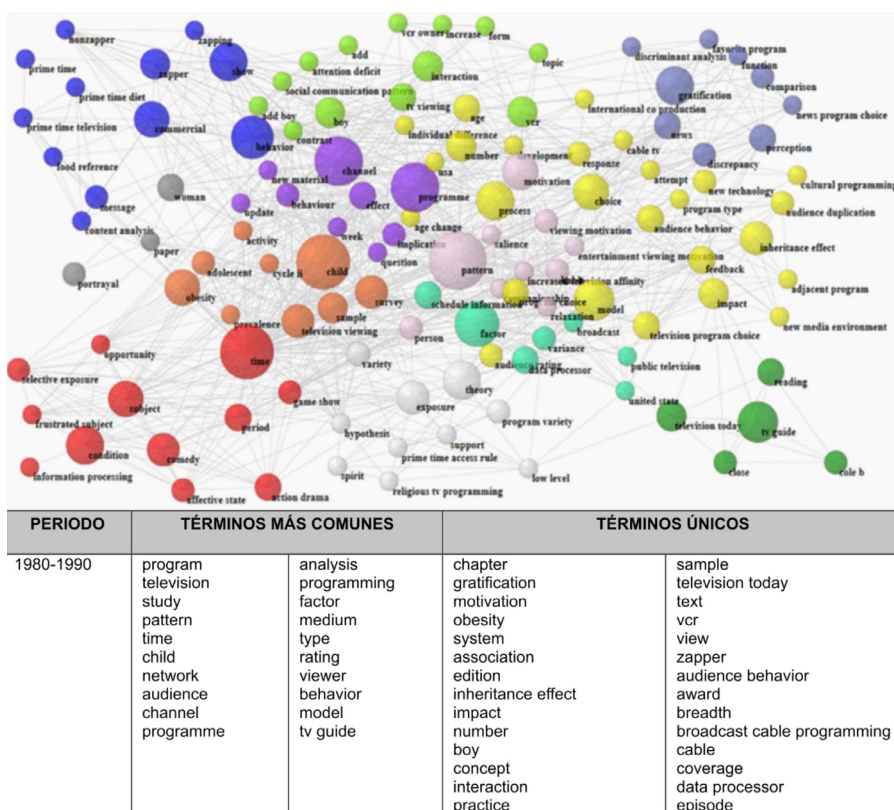 vcr owner increase form
nonzapper
zapping
add
topic
discriminant analysis
favorite program
function
prime time
zapper
show
attention deficit
interaction
comparison
prime time diet
social communication pattern
tv viewing
gratification
international co production
news program choice
add boy
boy
age
vcr
prime time television
commercial
contrast
individual difference
news
behavior
number
development
cable tv
perception
food reference
channel
usa
response
discrepancy
new material
motivation
attempt
cultural programming
woman
behaviour
effect
programme
process
choice
new technology
message
program type
audience duplication
update
age change
viewing motivation
audience behavior
content analysis
week
implication
salience
paper
activity
inheritance effect
question
entertainment viewing motivation
adolescent
cycle ii
child
pattern
feedback
portrayal
television affinity
adjacent program
obesity
survey
schedule information
choice
model
impact
prevalence
sample
relaxation
television viewing
person
factor
broadcast
television program choice
new media environment
opportunity
time
variety
audience rating
variance
data processor
public television
selective exposure
theory
reading
subject
game show
exposure
united state
frustrated subject
period
program variety
television today
tv guide
hypothesis
condition
comedy
support
prime time access rule
information processing
spirit
low level
close
cole b
affective state
action drama
religious tv programming
PERIODO TÉRMINOS MÁS COMUNES TÉRMINOS ÚNICOS
1980-1990 program analysis chapter sample
television programming gratification television today
study factor motivation text
pattern medium obesity vcr
time type system view
child rating association zapper
network viewer edition audience behavior
audience behavior inheritance effect award
channel model impact breadth
programme tv guide number broadcast cable programming
boy cable
concept coverage
interaction data processor
practice episode